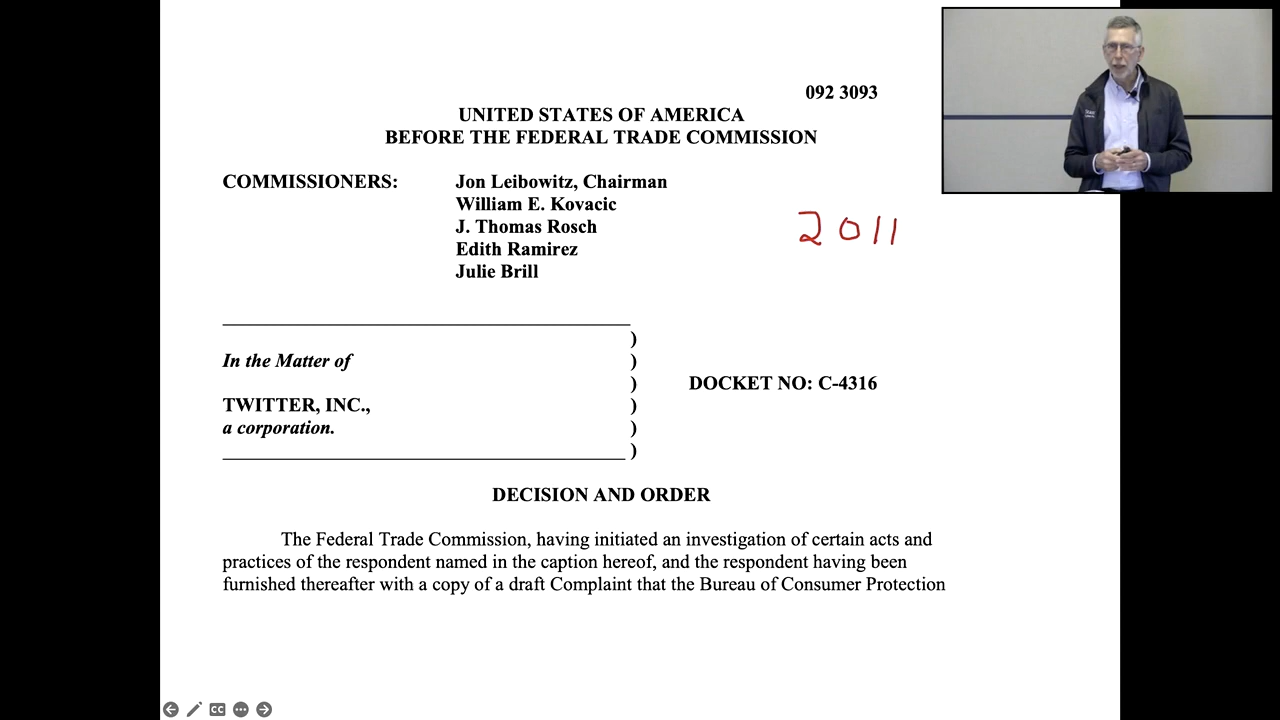 092 3093
UNITED STATES OF AMERICA
BEFORE THE FEDERAL TRADE COMMISSION
COMMISSIONERS: Jon Leibowitz, Chairman
William E. Kovacic
J. Thomas Rosch
Edith Ramirez
Julie Brill
2011
)
In the Matter of )
) DOCKET NO: C-4316
TWITTER, INC., )
a corporation. )
)
DECISION AND ORDER
The Federal Trade Commission, having initiated an investigation of certain acts and
practices of the respondent named in the caption hereof, and the respondent having been
furnished thereafter with a copy of a draft Complaint that the Bureau of Consumer Protection
CC